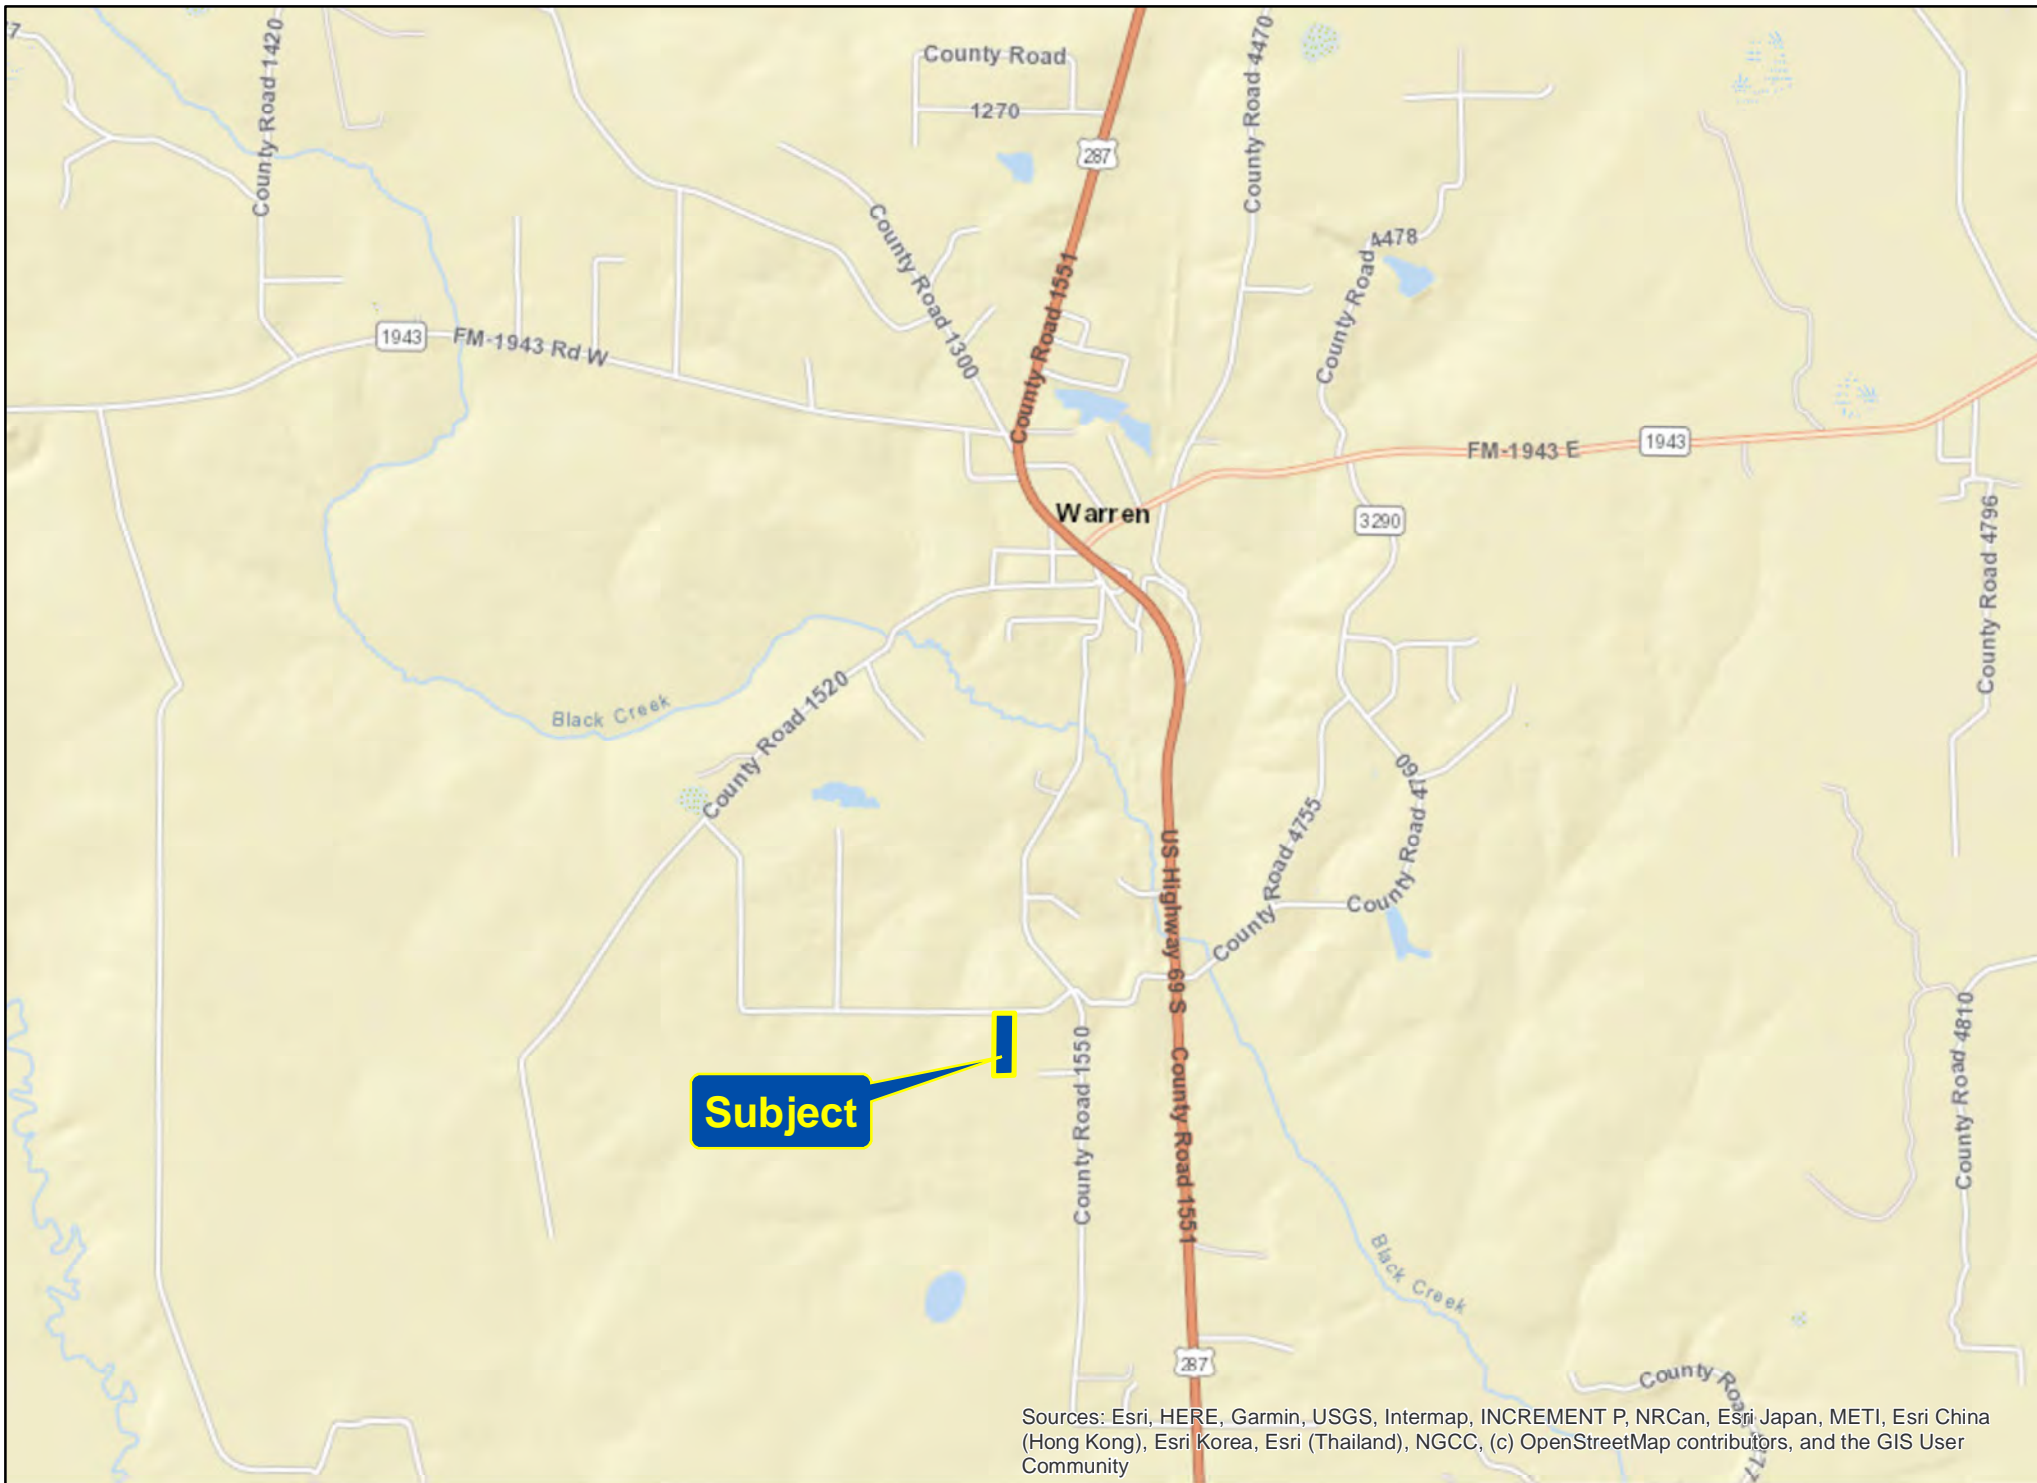 County Road 1420
County Road
1270
287
County Road 4470
County Road 4478
County Road 1300
County Road 1551
1943
FM-1943 Rd W
FM-1943 E
1943
Warren
3290
County Road 4796
Black Creek
County Road 1520
County Road 4755
County Road 4760
US Highway 69 S
County Road 1551
County Road 1550
County Road 4810
Subject
Black Creek
287
Sources: Esri, HERE, Garmin, USGS, Intermap, INCREMENT P, NRCan, Esri Japan, METI, Esri China
(Hong Kong), Esri Korea, Esri (Thailand), NGCC, (c) OpenStreetMap contributors, and the GIS User
Community
County Road